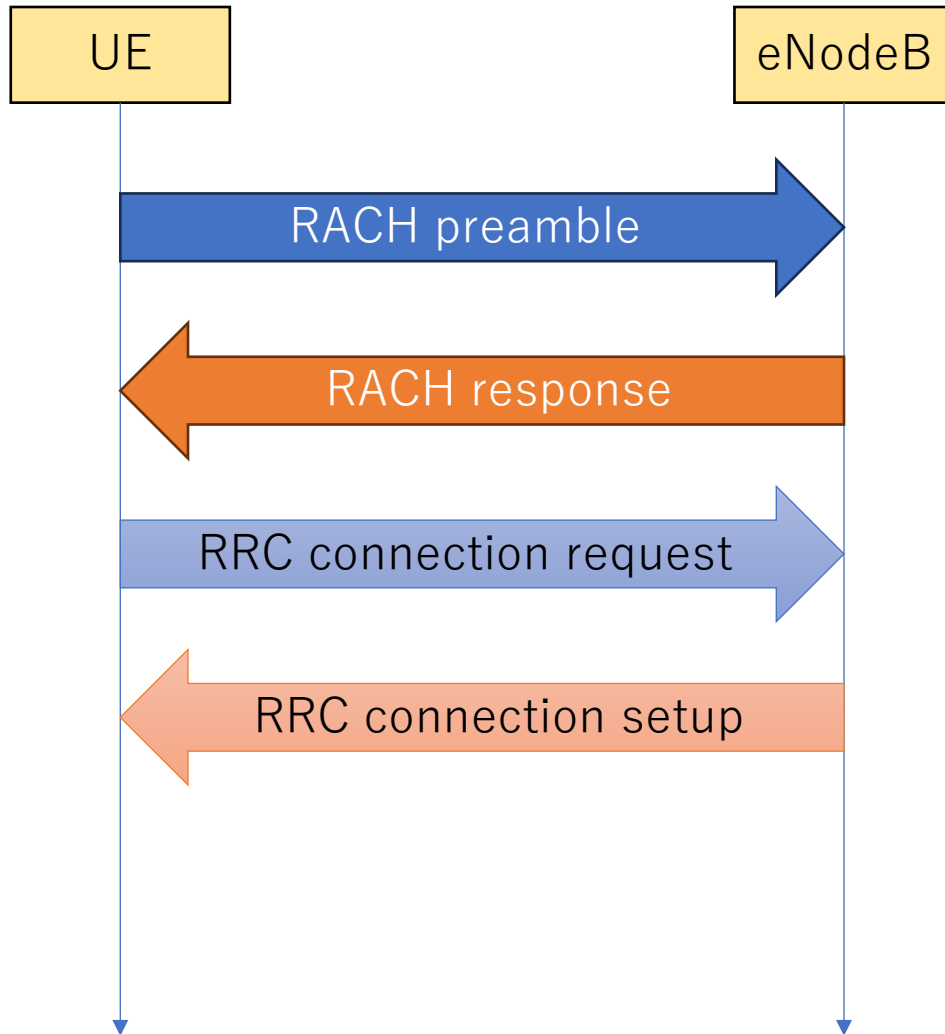 UE
eNodeB
RACH preamble
RACH response
RRC connection request
RRC connection setup